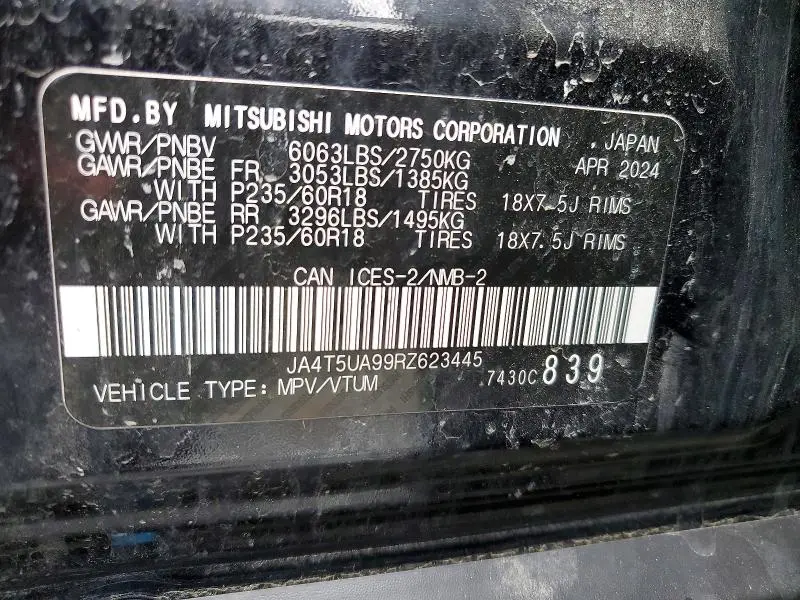 MFD.BY MITSUBISHI MOTORS CORPORATION JAPAN
GVWR/PNBV 6063LBS/2750KG APR 2024
GAWR/PNBE FR 3053LBS/1385KG
WITH P235/60R18 TIRES 18X7.5J RIMS
GAWR/PNBE RR 3296LBS/1495KG
WITH P235/60R18 TIRES 18X7.5J RIMS
CAN ICES-2/NMB-2
JA4T5UA99RZ623445
VEHICLE TYPE: MPV/VTUM 7430C 839